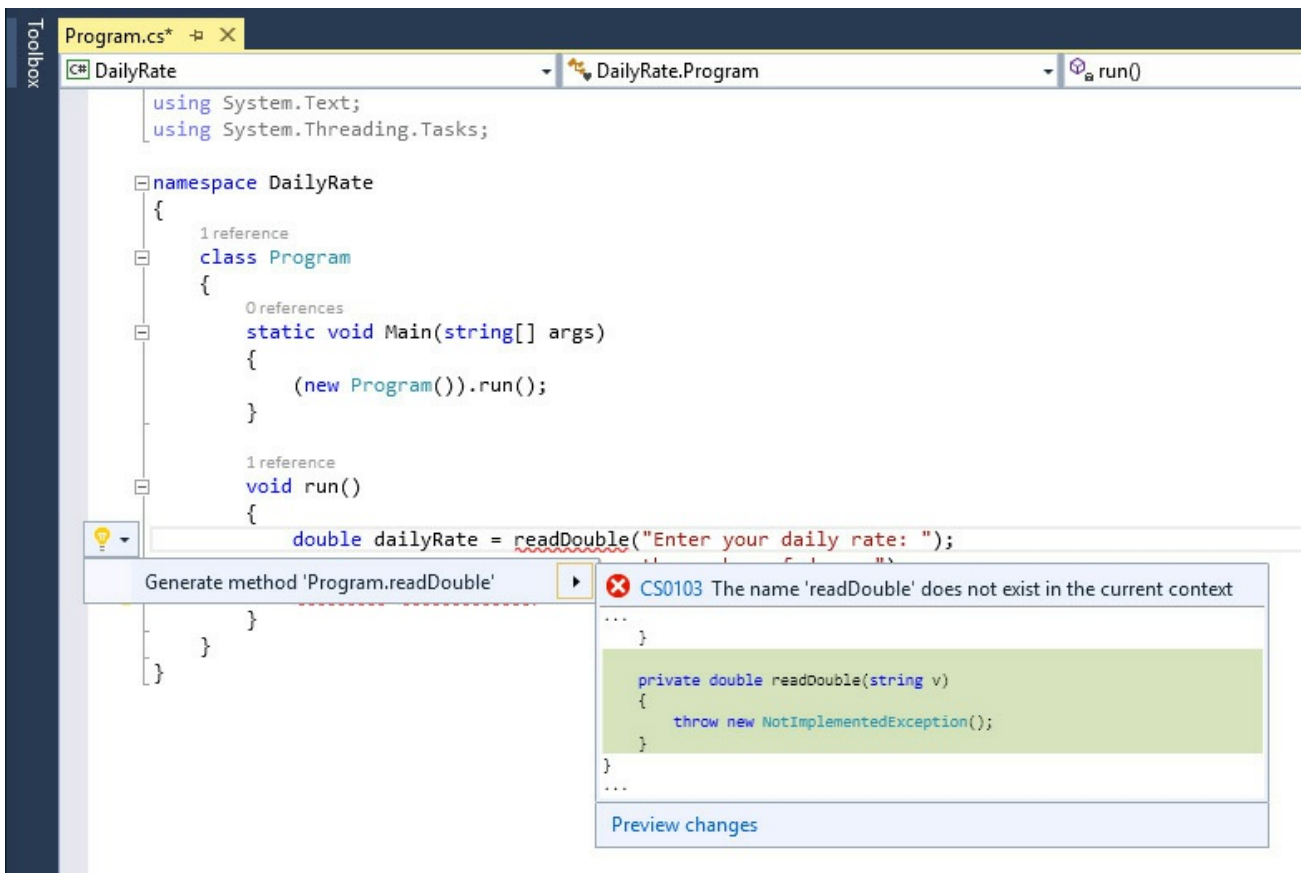 Toolbox
Program.cs*
C# DailyRate DailyRate.Program run()
using System.Text;
using System.Threading.Tasks;
namespace DailyRate
{
1 reference
class Program
{
0 references
static void Main(string[] args)
{
(new Program()).run();
}
1 reference
void run()
{
double dailyRate = readDouble("Enter your daily rate: ");
Generate method 'Program.readDouble'
CS0103 The name 'readDouble' does not exist in the current context
...
}
private double readDouble(string v)
{
throw new NotImplementedException();
}
}
...
Preview changes
}
}
}